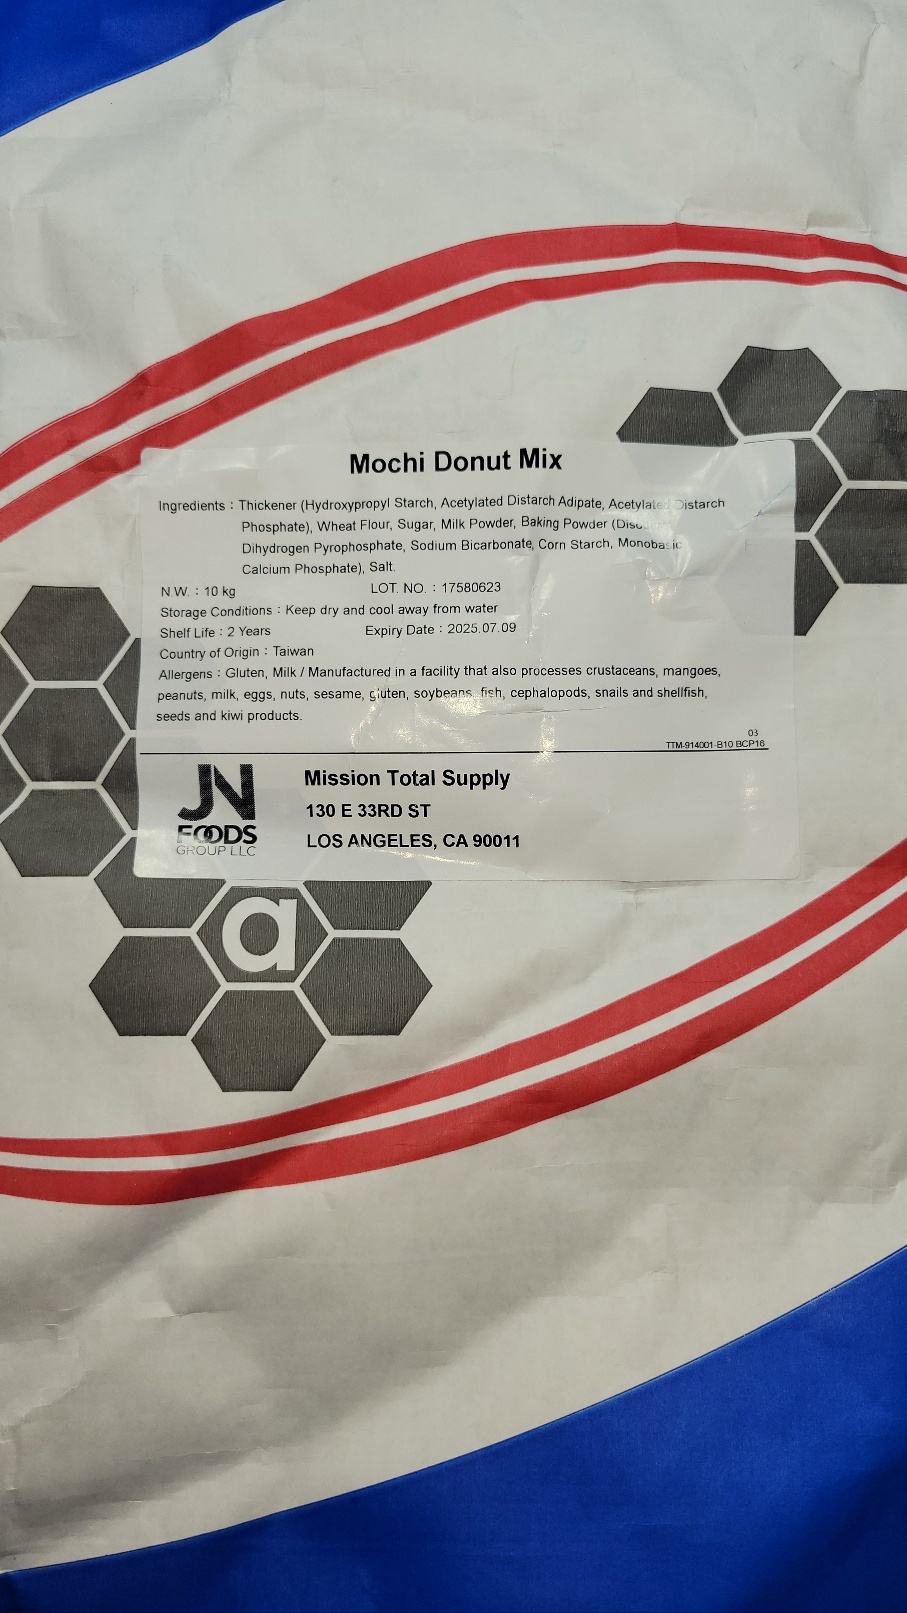 Mochi Donut Mix
Ingredients : Thickener (Hydroxypropyl Starch, Acetylated Distarch Adipate, Acetylated Distarch
Phosphate), Wheat Flour, Sugar, Milk Powder, Baking Powder
Dihydrogen Pyrophosphate, Sodium Bicarbonate, Corn Starch, Monobasic
Calcium Phosphate), Salt.
N.W. : 10 kg LOT. NO. : 17580623
Storage Conditions : Keep dry and cool away from water
Shelf Life : 2 Years Expiry Date : 2025.07.09
Country of Origin : Taiwan
Allergens : Gluten, Milk / Manufactured in a facility that also processes crustaceans, mangoes,
peanuts, milk, eggs, nuts, sesame, gluten, soybeans, fish, cephalopods, snails and shellfish,
seeds and kiwi products.
03
TTM-914001-B10 BCP16
JN
FOODS
GROUP LLC
Mission Total Supply
130 E 33RD ST
LOS ANGELES, CA 90011
a